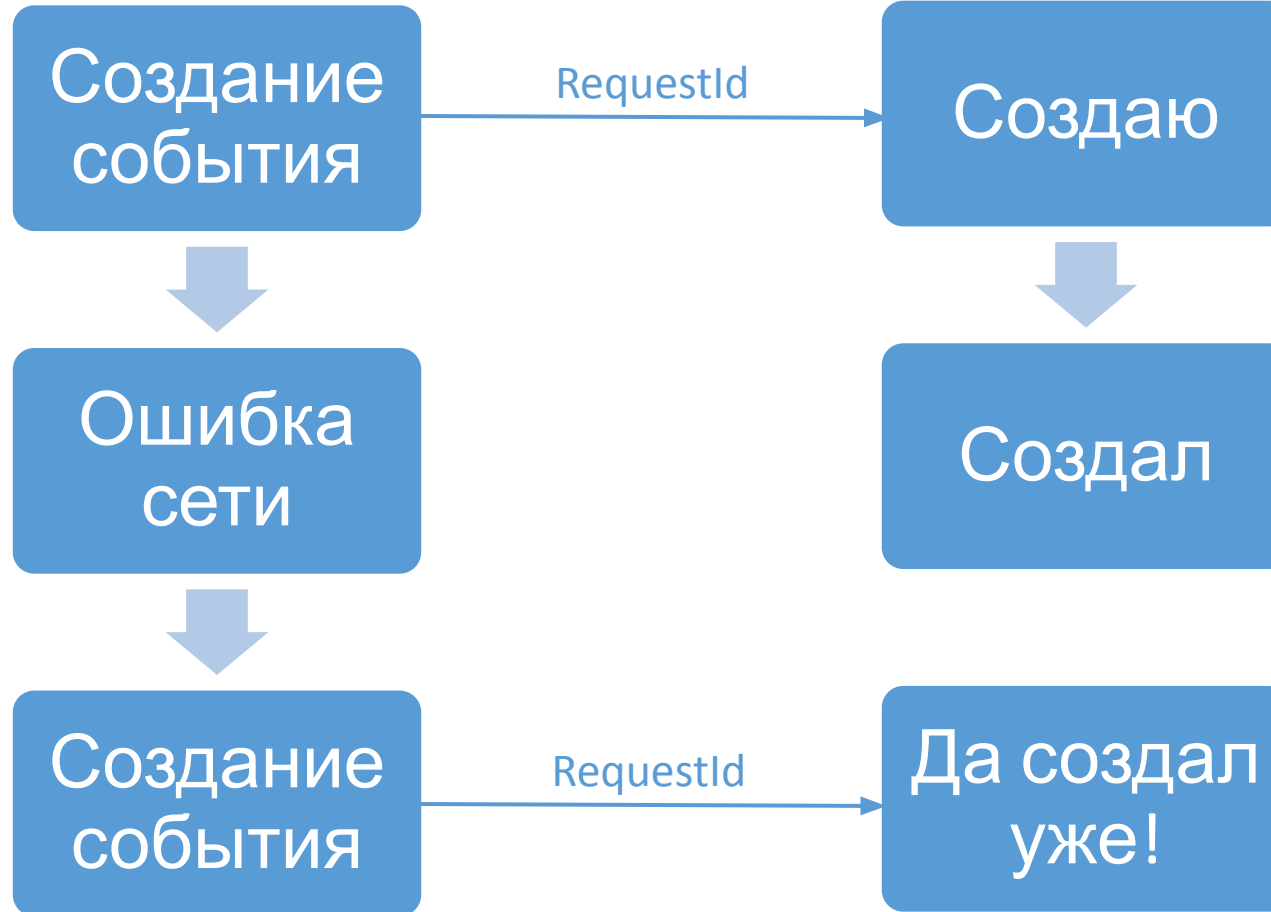 Создание
события
RequestId
Создаю
Ошибка
сети
Создал
Создание
события
RequestId
Да создал
уже!